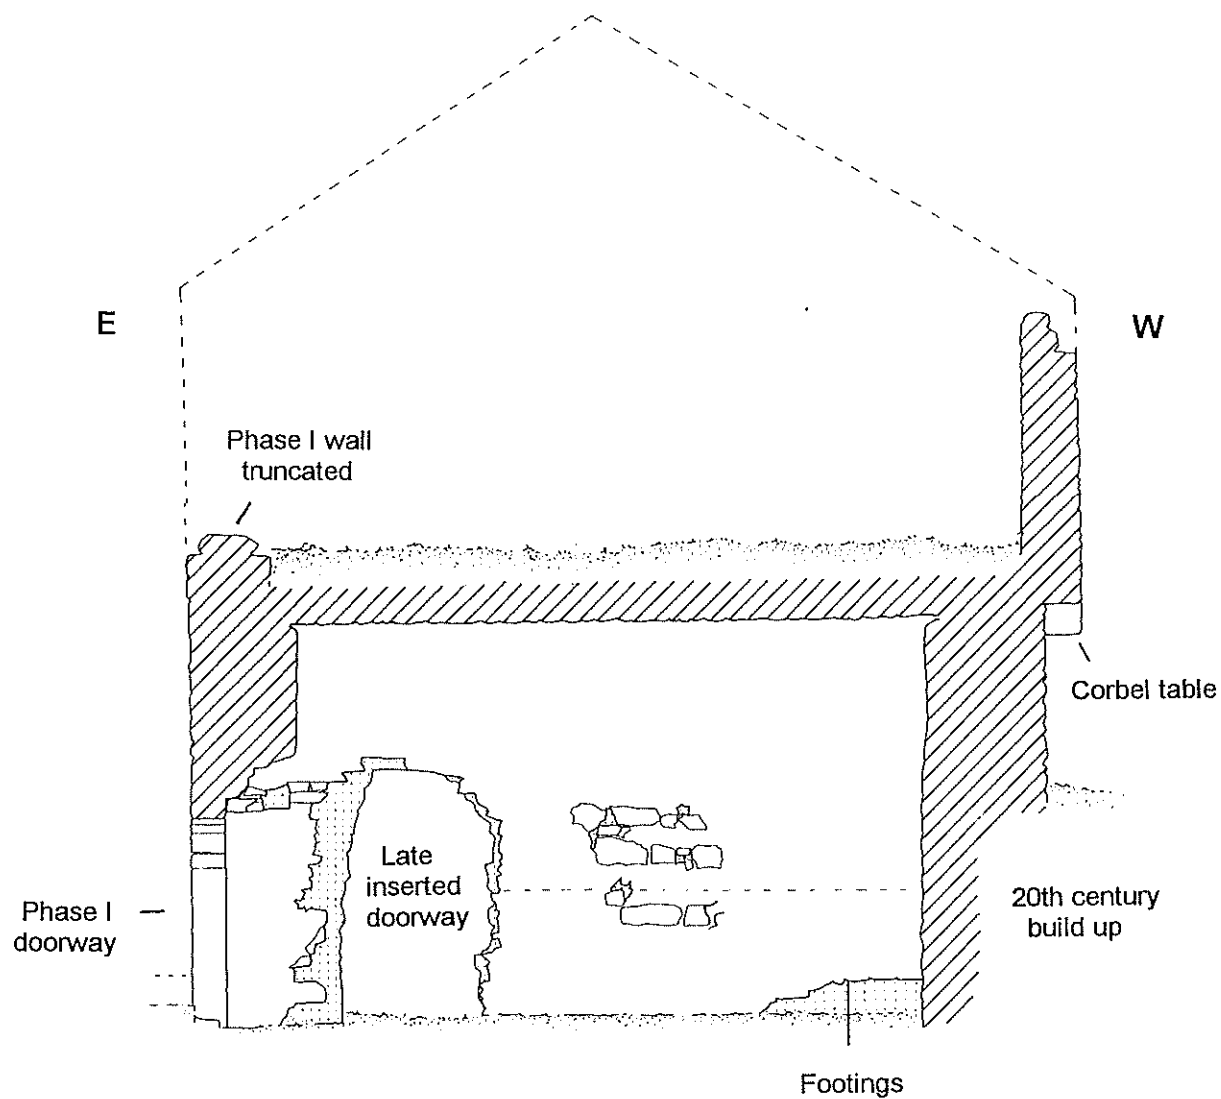 E
W
Phase I wall
truncated
Corbel table
Late
inserted
doorway
Phase I
doorway
20th century
build up
Footings